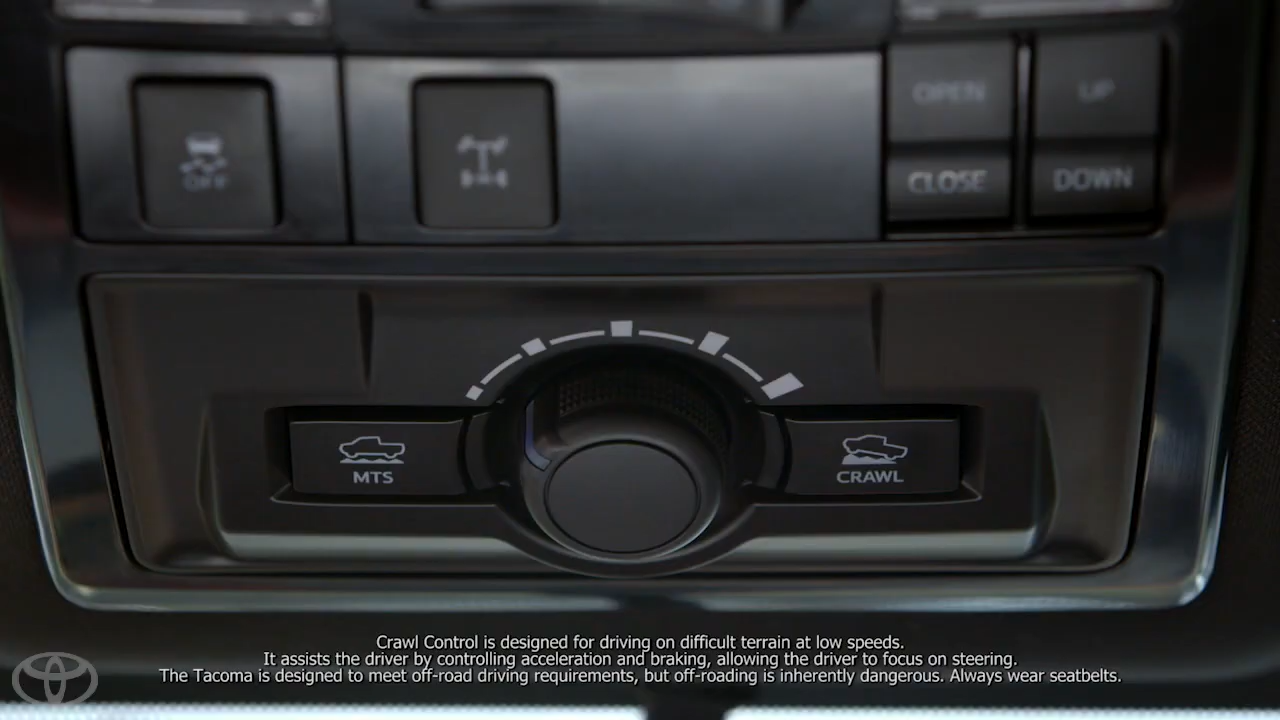 OPEN UP
OFF
CLOSE DOWN
MTS CRAWL
Crawl Control is designed for driving on difficult terrain at low speeds.
It assists the driver by controlling acceleration and braking, allowing the driver to focus on steering.
The Tacoma is designed to meet off-road driving requirements, but off-roading is inherently dangerous. Always wear seatbelts.